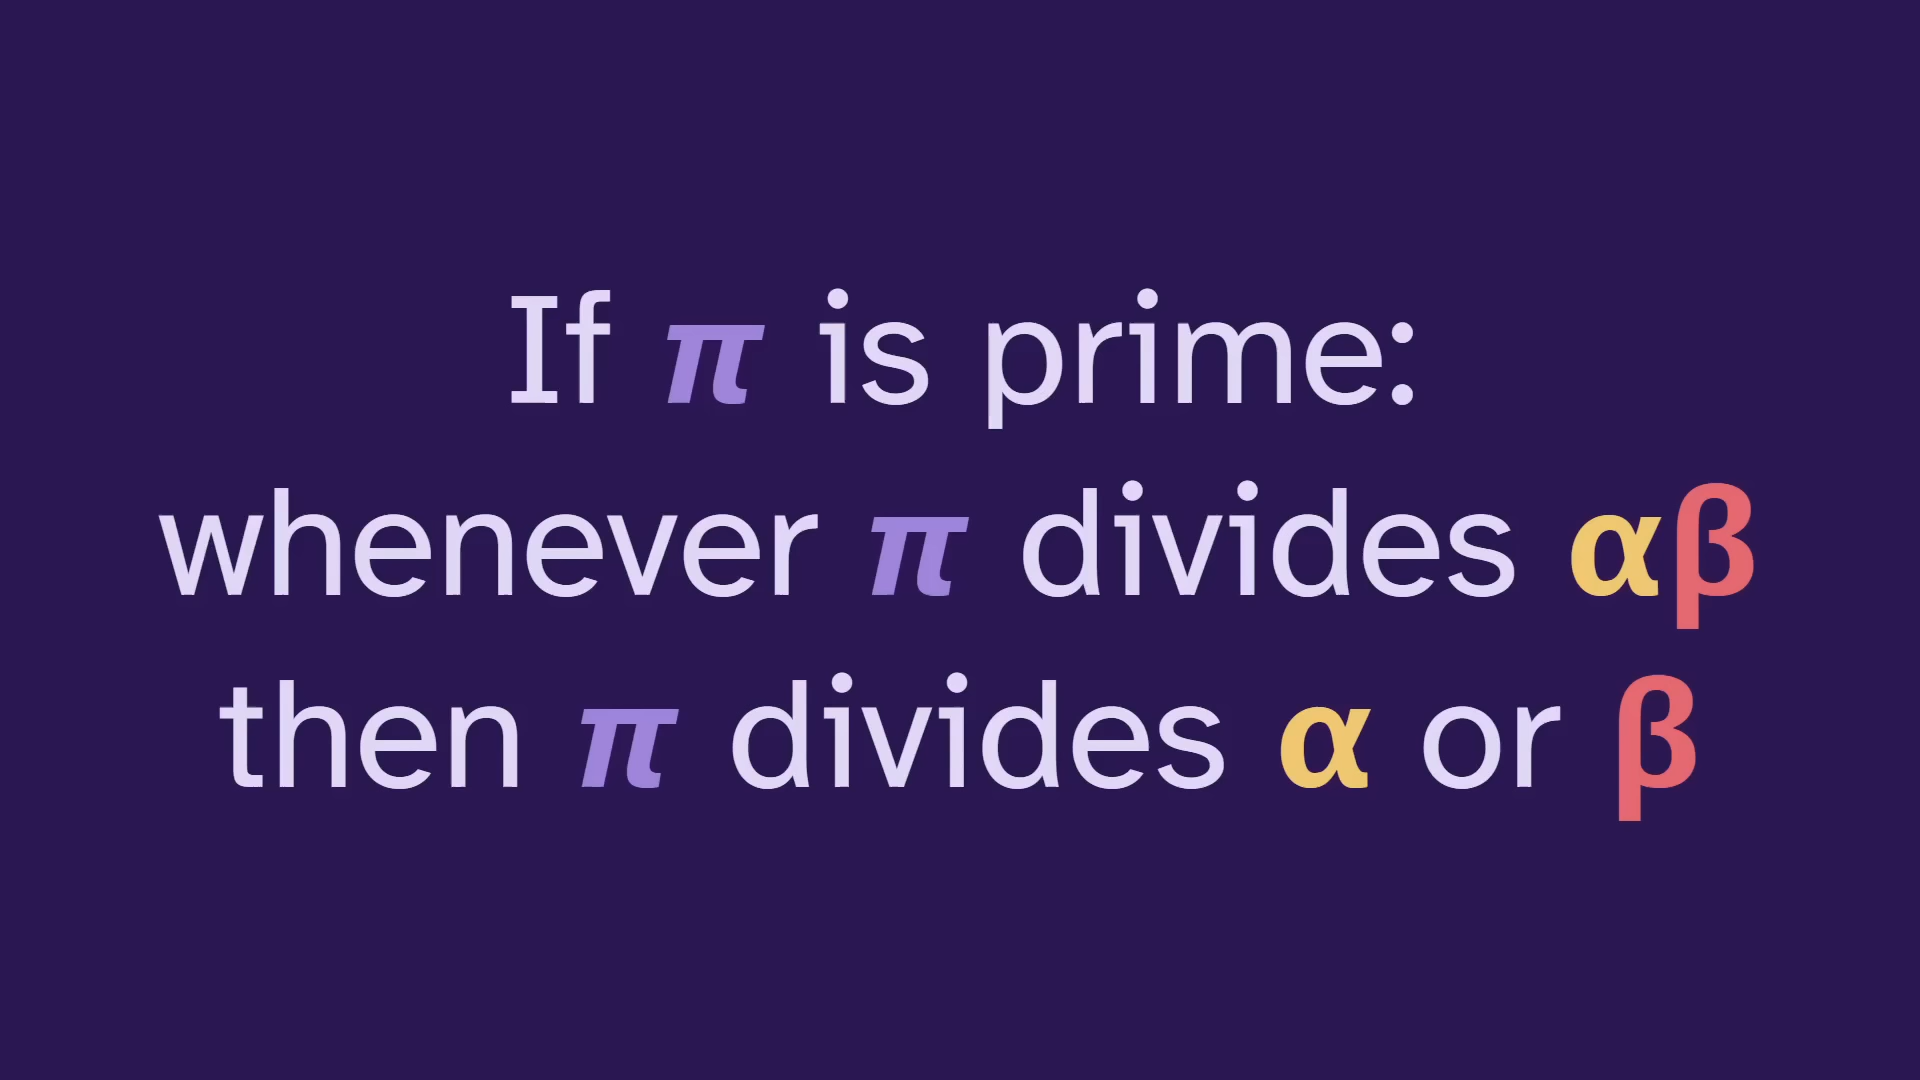 If π is prime:
whenever π divides αβ
then π divides α or β